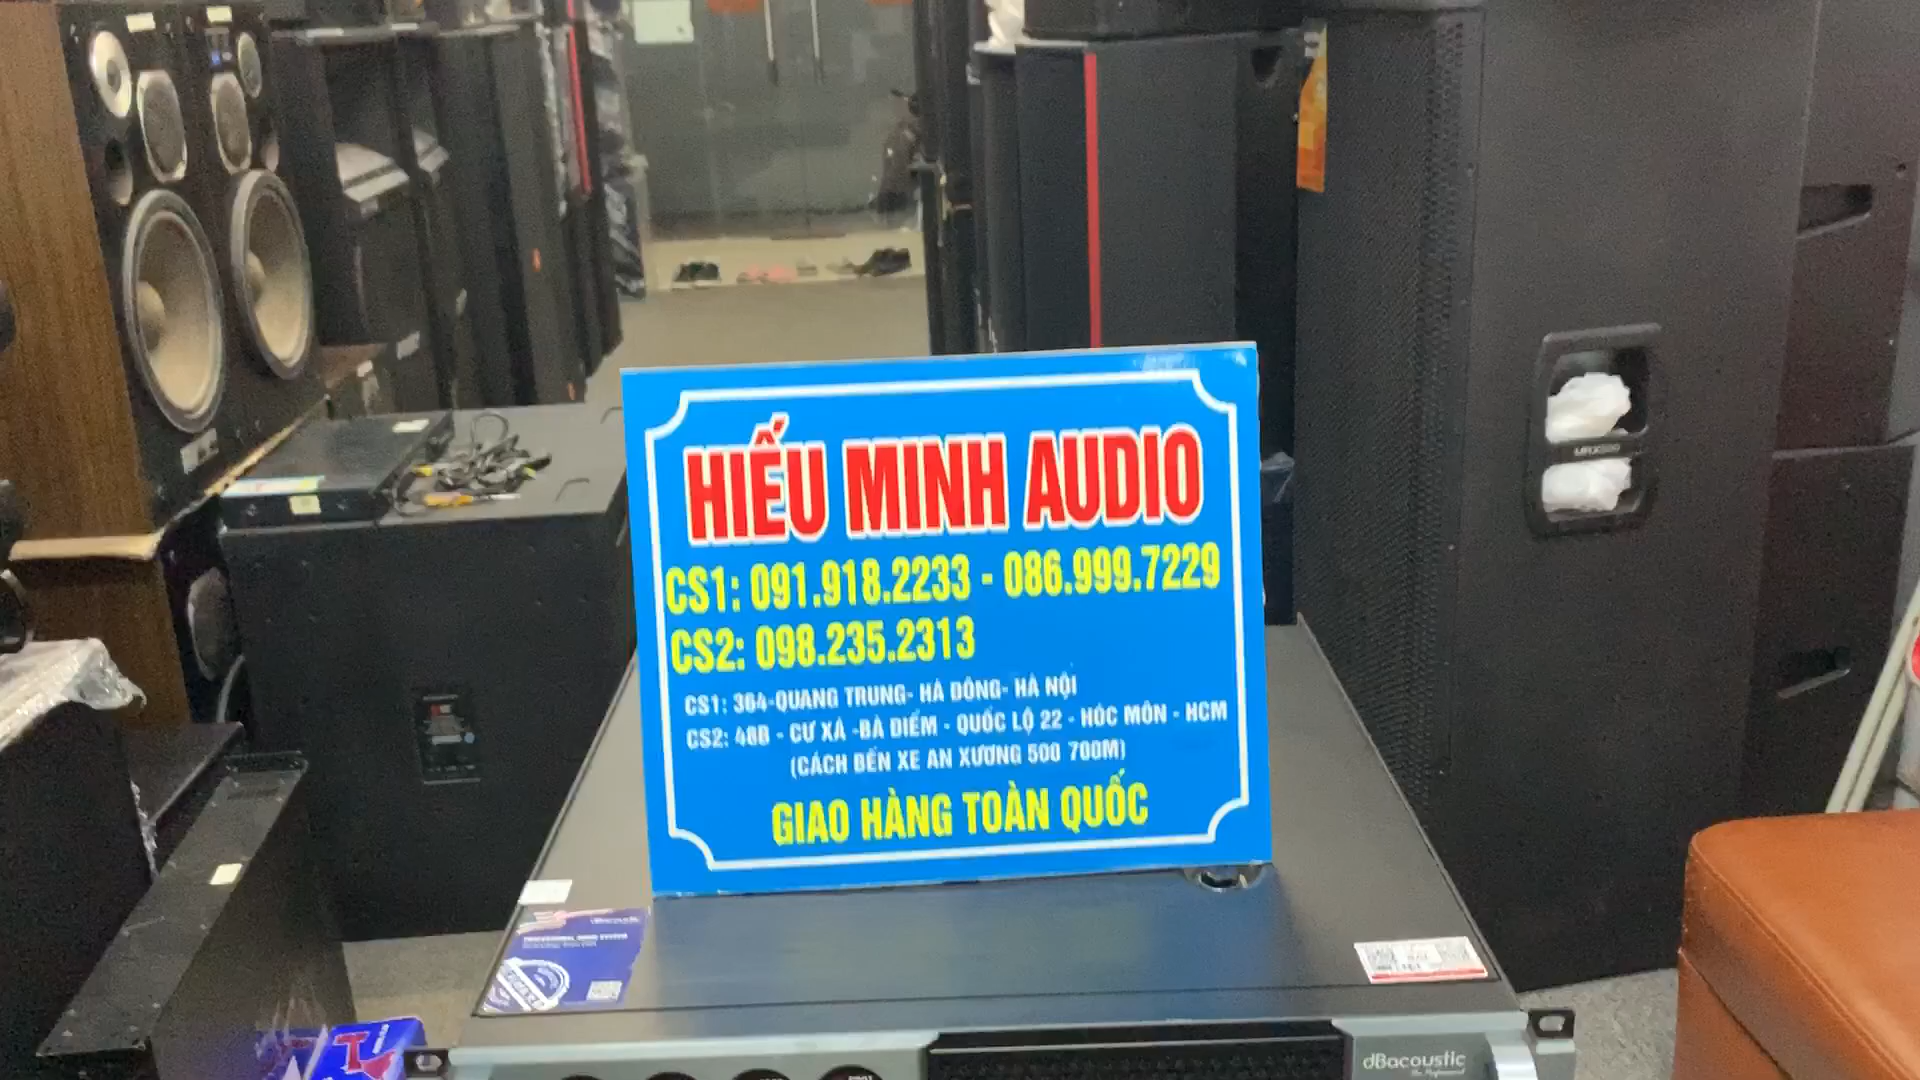 HIẾU MINH AUDIO
CS1: 091.918.2233 - 086.999.7229
CS2: 098.235.2313
CS1: 364-QUANG TRUNG- HÀ ĐÔNG- HÀ NỘI
CS2: 48B - CƯ XÁ -BÀ ĐIỂM - QUỐC LỘ 22 - HÓC MÔN - HCM
(CÁCH BẾN XE AN XƯƠNG 500 700M)
GIAO HÀNG TOÀN QUỐC
dBacoustic